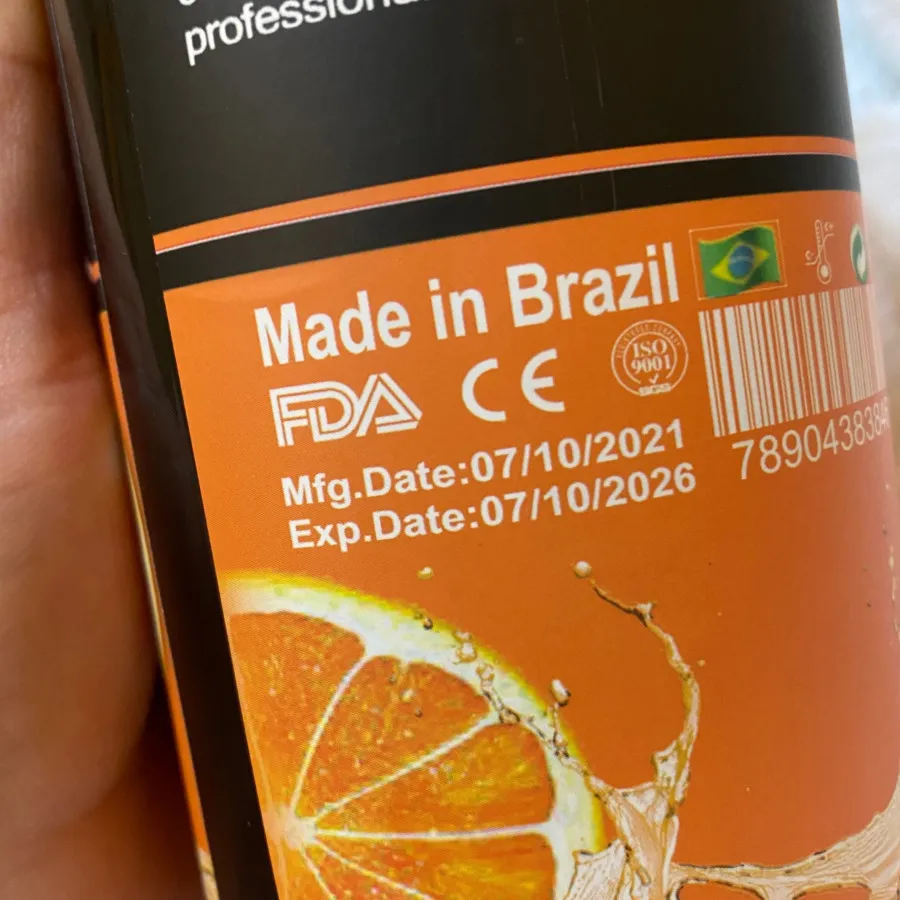 professional
Made in Brazil
FDA CE ISO 9001
Mfg.Date:07/10/2021
Exp.Date:07/10/2026
789043838